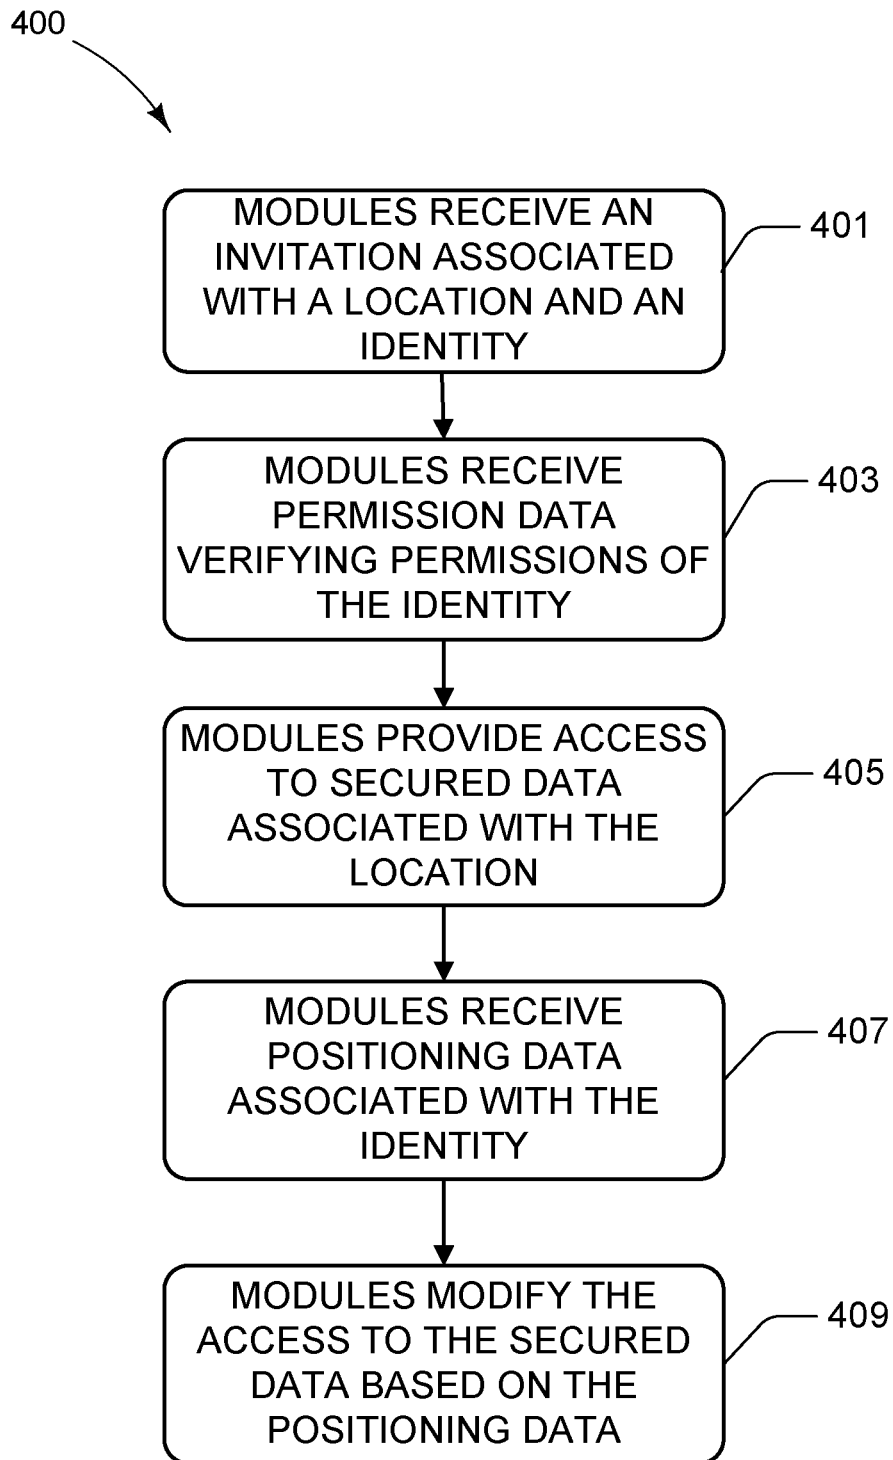 400
MODULES RECEIVE AN
INVITATION ASSOCIATED
WITH A LOCATION AND AN
IDENTITY
401
MODULES RECEIVE
PERMISSION DATA
VERIFYING PERMISSIONS OF
THE IDENTITY
403
MODULES PROVIDE ACCESS
TO SECURED DATA
ASSOCIATED WITH THE
LOCATION
405
MODULES RECEIVE
POSITIONING DATA
ASSOCIATED WITH THE
IDENTITY
407
MODULES MODIFY THE
ACCESS TO THE SECURED
DATA BASED ON THE
POSITIONING DATA
409